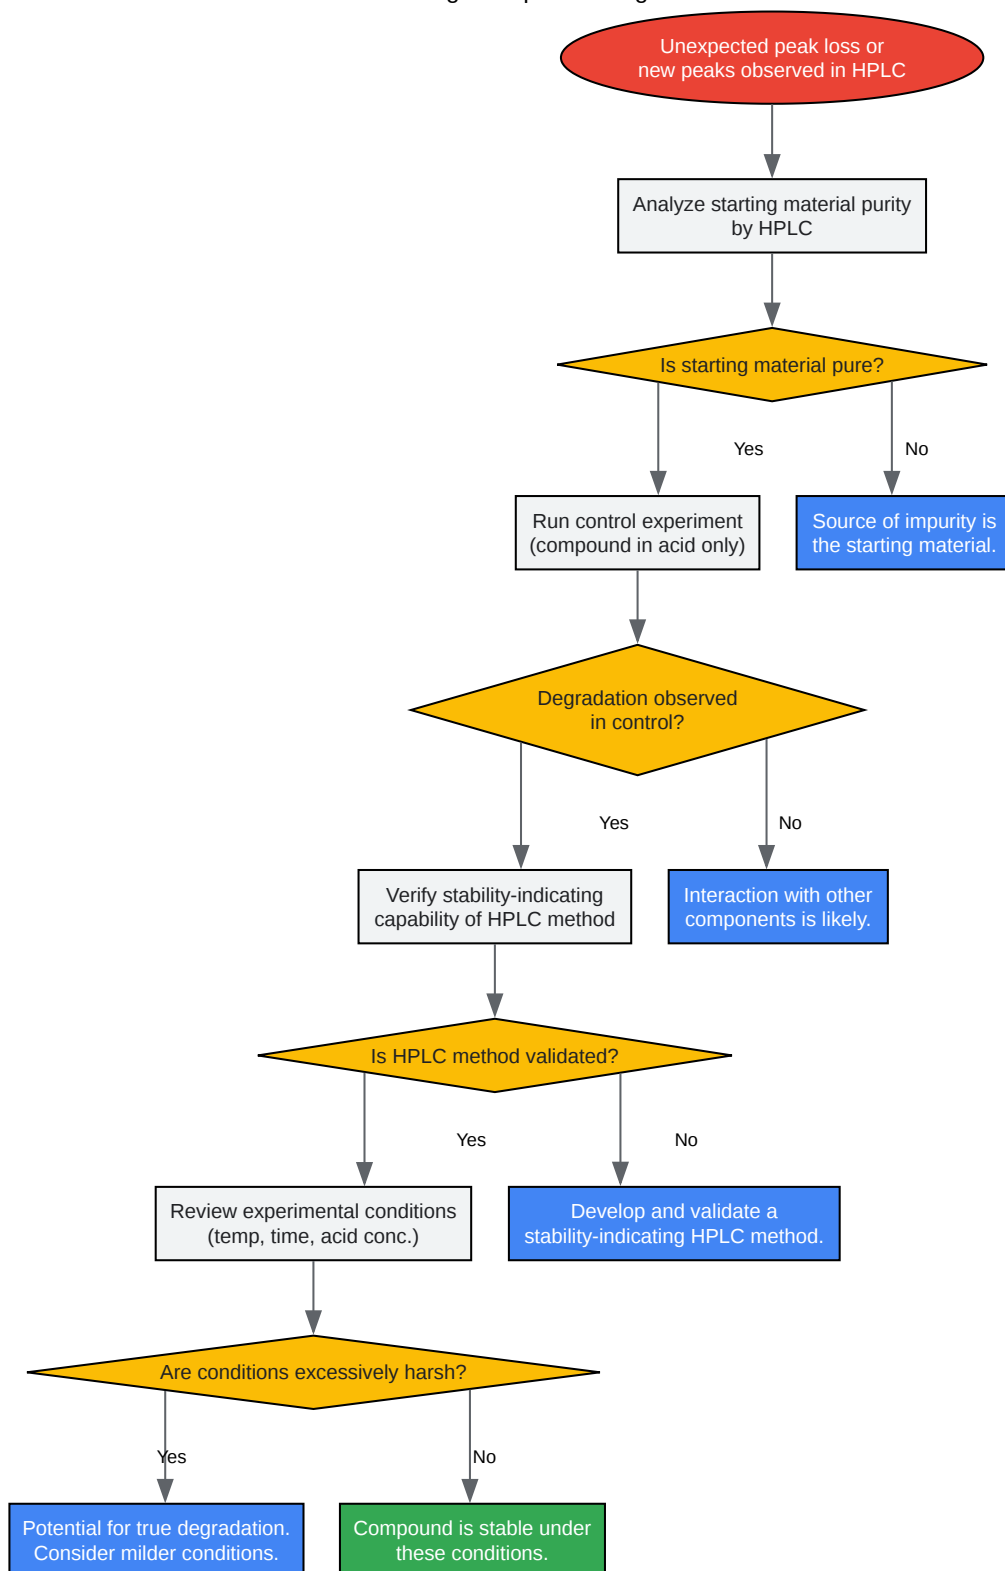 Unexpected peak loss or
new peaks observed in HPLC
Analyze starting material purity
by HPLC
Is starting material pure?
Yes
No
Run control experiment
(compound in acid only)
Source of impurity is
the starting material.
Degradation observed
in control?
Yes
No
Verify stability-indicating
capability of HPLC method
Interaction with other
components is likely.
Is HPLC method validated?
Yes
No
Review experimental conditions
(temp, time, acid conc.)
Develop and validate a
stability-indicating HPLC method.
Are conditions excessively harsh?
Yes
No
Potential for true degradation.
Consider milder conditions.
Compound is stable under
these conditions.